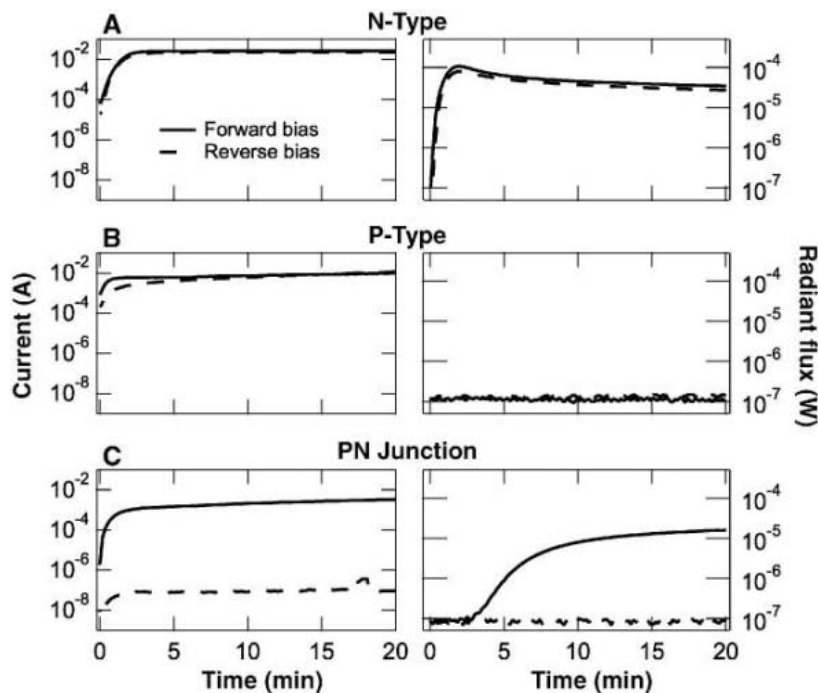 A
N-Type
10⁻²
10⁻⁴
10⁻⁶
10⁻⁸
Forward bias
Reverse bias
10⁻⁴
10⁻⁵
10⁻⁶
10⁻⁷
B
P-Type
10⁻²
10⁻⁴
10⁻⁶
10⁻⁸
10⁻⁴
10⁻⁵
10⁻⁶
10⁻⁷
Current (A)
Radiant flux (W)
C
PN Junction
10⁻²
10⁻⁴
10⁻⁶
10⁻⁸
10⁻⁴
10⁻⁵
10⁻⁶
10⁻⁷
0 5 10 15 20
0 5 10 15 20
Time (min)
Time (min)